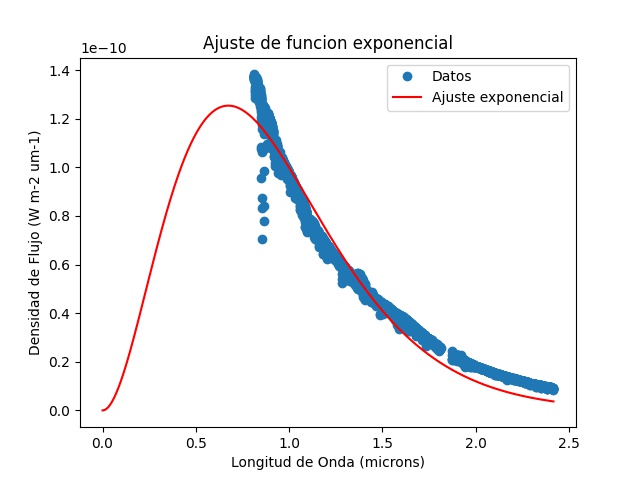 Ajuste de funcion exponencial
1e−10
1.4
1.2
1.0
0.8
0.6
0.4
0.2
0.0
Densidad de Flujo (W m-2 um-1)
Datos
Ajuste exponencial
0.0 0.5 1.0 1.5 2.0 2.5
Longitud de Onda (microns)